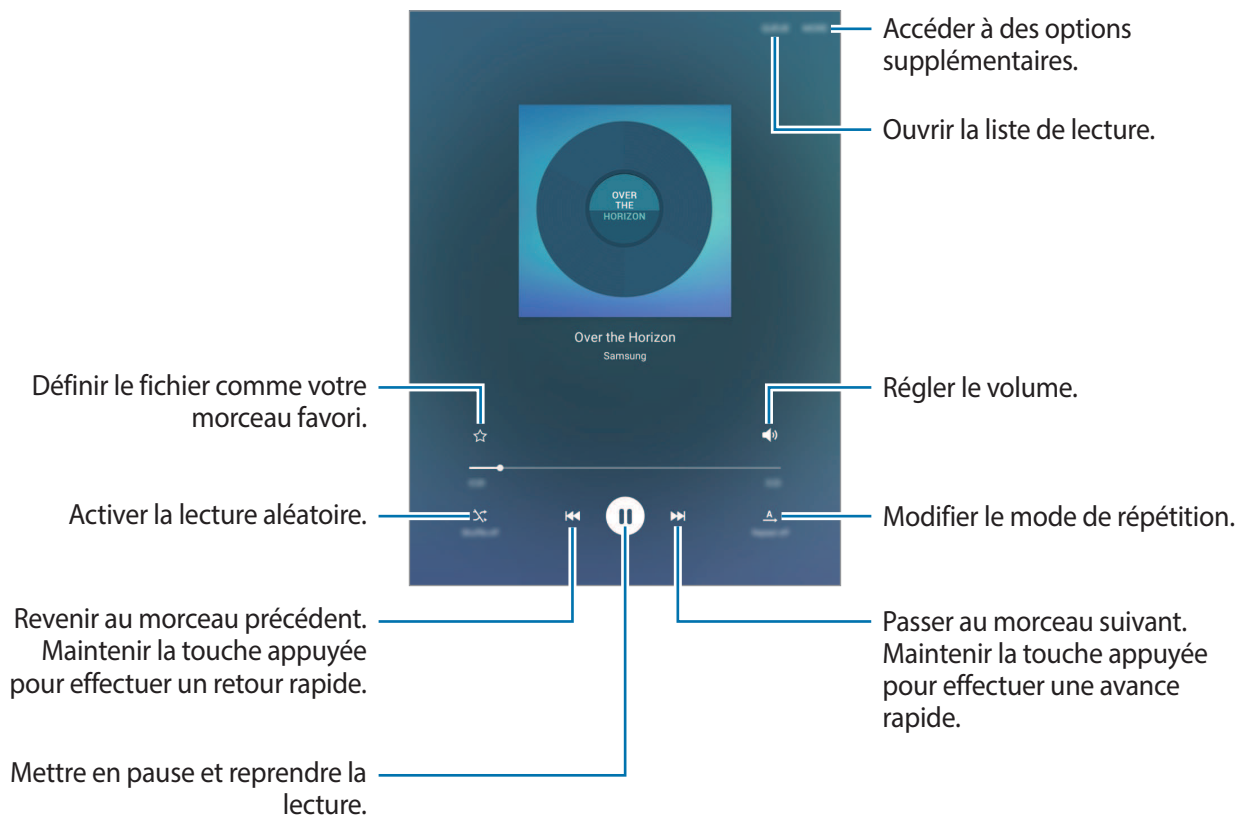 Accéder à des options
supplémentaires.
Ouvrir la liste de lecture.
OVER
THE
HORIZON
Over the Horizon
Samsung
Définir le fichier comme votre
morceau favori.
Régler le volume.
Activer la lecture aléatoire.
A
Modifier le mode de répétition.
Revenir au morceau précédent.
Maintenir la touche appuyée
pour effectuer un retour rapide.
Passer au morceau suivant.
Maintenir la touche appuyée
pour effectuer une avance
rapide.
Mettre en pause et reprendre la
lecture.